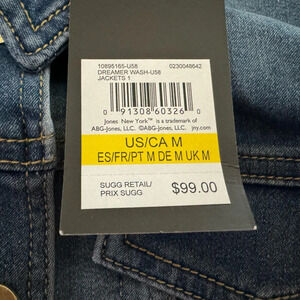 10895165-U58 0230048642
DREAMER WASH-U58
JACKETS 1
0 91308 60326 0
Jones New York™ is a trademark of
ABG-Jones, LLC. ©ABG-Jones, LLC. jny.com
US/CA M
ES/FR/PT M DE M UK M
SUGG RETAIL/
PRIX SUGG $99.00